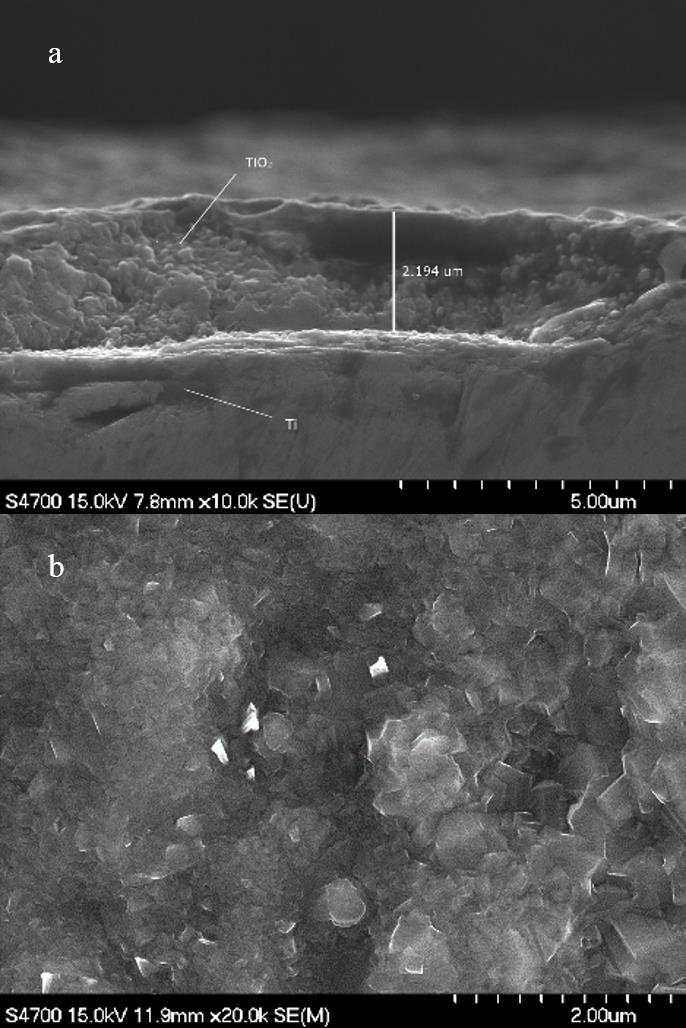 a
TiO₂
2.194 um
Ti
S4700 15.0kV 7.8mm x10.0k SE(U) 5.00um
b
S4700 15.0kV 11.9mm x20.0k SE(M) 2.00um